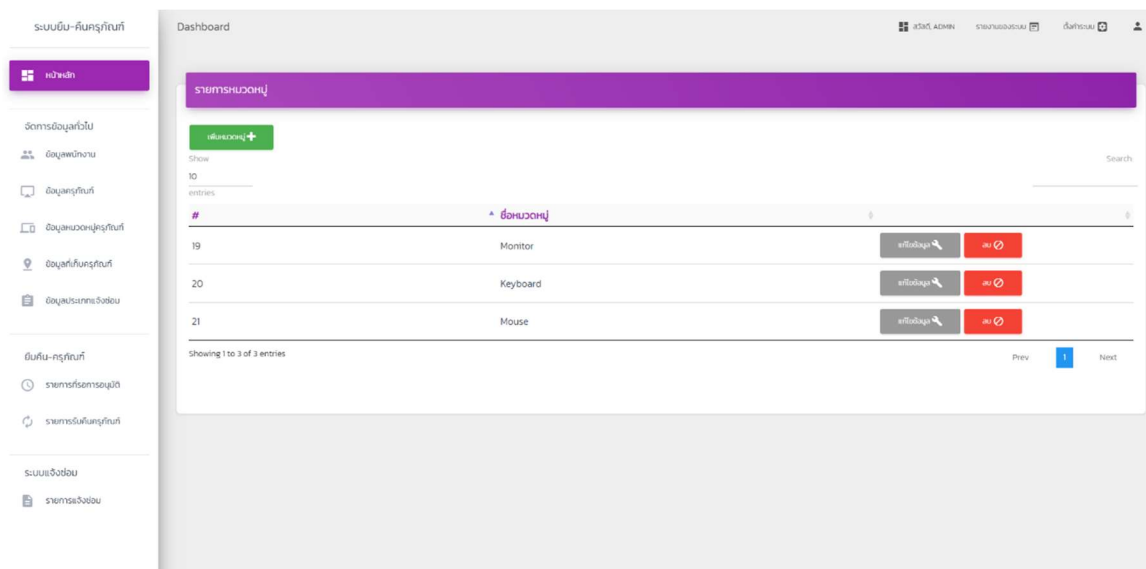 ระบบยืม-คืนครุภัณฑ์
Dashboard
สวัสดี, ADMIN
รายงานของระบบ
ตั้งค่าระบบ
หน้าหลัก
รายการหมวดหมู่
จัดการข้อมูลทั่วไป
ข้อมูลพนักงาน
ข้อมูลครุภัณฑ์
ข้อมูลหมวดหมู่ครุภัณฑ์
ข้อมูลที่เก็บครุภัณฑ์
ข้อมูลประเภทแจ้งซ่อม
ยืมคืน-ครุภัณฑ์
รายการที่รอการอนุมัติ
รายการรับคืนครุภัณฑ์
ระบบแจ้งซ่อม
รายการแจ้งซ่อม
เพิ่มหมวดหมู่
Show
10
entries
Search:
# ชื่อหมวดหมู่
19 Monitor แก้ไขข้อมูล ลบ
20 Keyboard แก้ไขข้อมูล ลบ
21 Mouse แก้ไขข้อมูล ลบ
Showing 1 to 3 of 3 entries
Prev 1 Next